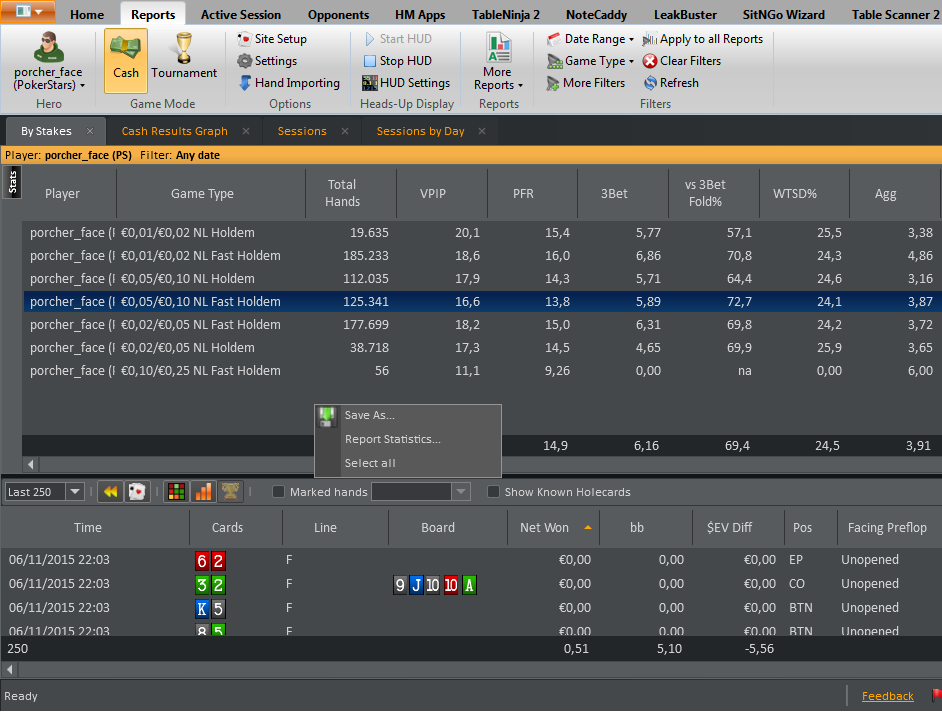 Home Reports Active Session Opponents HM Apps TableNinja 2 NoteCaddy LeakBuster SitNGo Wizard Table Scanner 2
porcher_face (PokerStars)
Hero
Cash Tournament
Game Mode
Site Setup
Settings
Hand Importing
Options
Start HUD
Stop HUD
HUD Settings
Heads-Up Display
More Reports
Reports
Date Range Apply to all Reports
Game Type Clear Filters
More Filters Refresh
Filters
By Stakes Cash Results Graph Sessions Sessions by Day
Player: porcher_face (PS) Filter: Any date
Stats
Player Game Type Total Hands VPIP PFR 3Bet vs 3Bet Fold% WTSD% Agg
porcher_face (I €0,01/€0,02 NL Holdem 19.635 20,1 15,4 5,77 57,1 25,5 3,38
porcher_face (I €0,01/€0,02 NL Fast Holdem 185.233 18,6 16,0 6,86 70,8 24,3 4,86
porcher_face (I €0,05/€0,10 NL Holdem 112.035 17,9 14,3 5,71 64,4 24,6 3,16
porcher_face (I €0,05/€0,10 NL Fast Holdem 125.341 16,6 13,8 5,89 72,7 24,1 3,87
porcher_face (I €0,02/€0,05 NL Fast Holdem 177.699 18,2 15,0 6,31 69,8 24,2 3,72
porcher_face (I €0,02/€0,05 NL Holdem 38.718 17,3 14,5 4,65 69,9 25,9 3,65
porcher_face (I €0,10/€0,25 NL Fast Holdem 56 11,1 9,26 0,00 na 0,00 6,00
Save As...
Report Statistics...
Select all
14,9 6,16 69,4 24,5 3,91
Last 250 Marked hands Show Known Holecards
Time Cards Line Board Net Won bb $EV Diff Pos Facing Preflop
06/11/2015 22:03 6 2 F €0,00 0,00 €0,00 EP Unopened
06/11/2015 22:03 3 2 F 9 J 10 10 A €0,00 0,00 €0,00 CO Unopened
06/11/2015 22:03 K 5 F €0,00 0,00 €0,00 BTN Unopened
06/11/2015 22:03 8 5 F €0,00 0,00 €0,00 BTN Unopened
250 0,51 5,10 -5,56
Ready Feedback